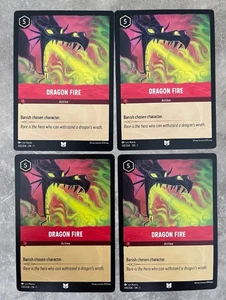 5
DRAGON FIRE
Action
Banish chosen character.
Rare is the hero who can withstand a dragon's wrath.
5
DRAGON FIRE
Action
Banish chosen character.
Rare is the hero who can withstand a dragon's wrath.
5
DRAGON FIRE
Action
Banish chosen character.
Rare is the hero who can withstand a dragon's wrath.
5
DRAGON FIRE
Action
Banish chosen character.
Rare is the hero who can withstand a dragon's wrath.